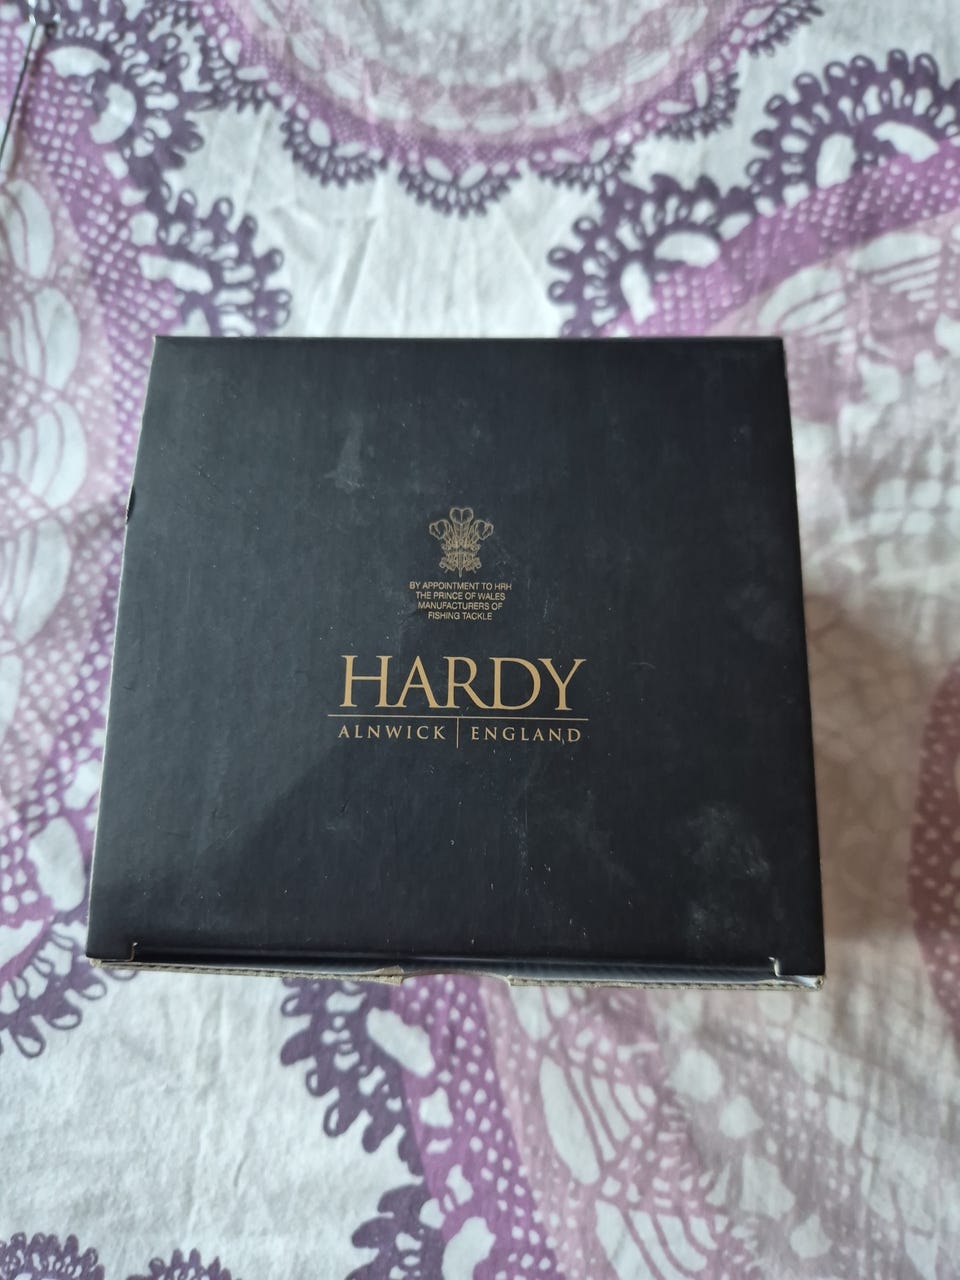 BY APPOINTMENT TO HRH
THE PRINCE OF WALES
MANUFACTURERS OF
FISHING TACKLE
HARDY
ALNWICK | ENGLAND